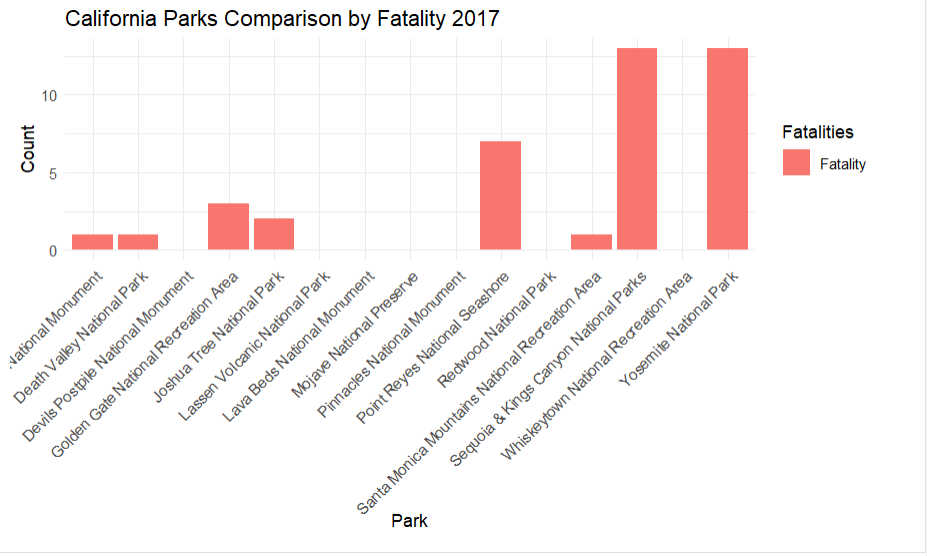 California Parks Comparison by Fatality 2017
Count
10
5
0
Fatalities
Fatality
National Monument
Death Valley National Park
Devils Postpile National Monument
Golden Gate National Recreation Area
Joshua Tree National Park
Lassen Volcanic National Park
Lava Beds National Monument
Mojave National Preserve
Pinnacles National Monument
Point Reyes National Seashore
Redwood National Park
Santa Monica Mountains National Recreation Area
Sequoia & Kings Canyon National Parks
Whiskeytown National Recreation Area
Yosemite National Park
Park